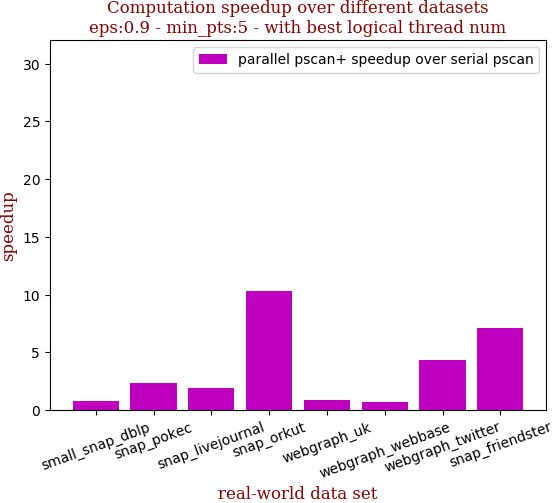 Computation speedup over different datasets
eps:0.9 - min_pts:5 - with best logical thread num
parallel pscan+ speedup over serial pscan
speedup
30
25
20
15
10
5
0
small_snap_dblp
snap_pokec
snap_livejournal
snap_orkut
webgraph_uk
webgraph_webbase
webgraph_twitter
snap_friendster
real-world data set